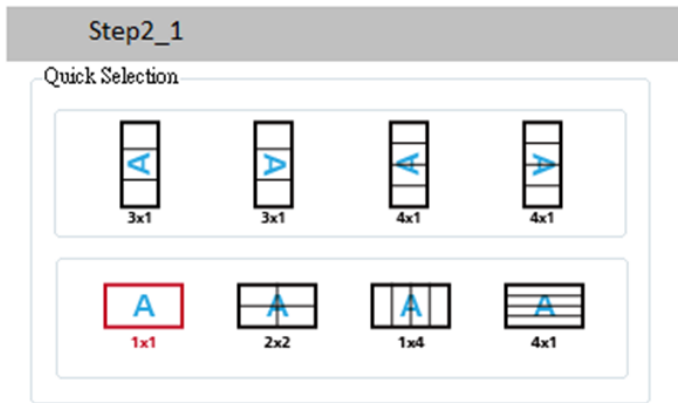 Step2_1
Quick Selection
A A A A
3x1 3x1 4x1 4x1
A A A A
1x1 2x2 1x4 4x1